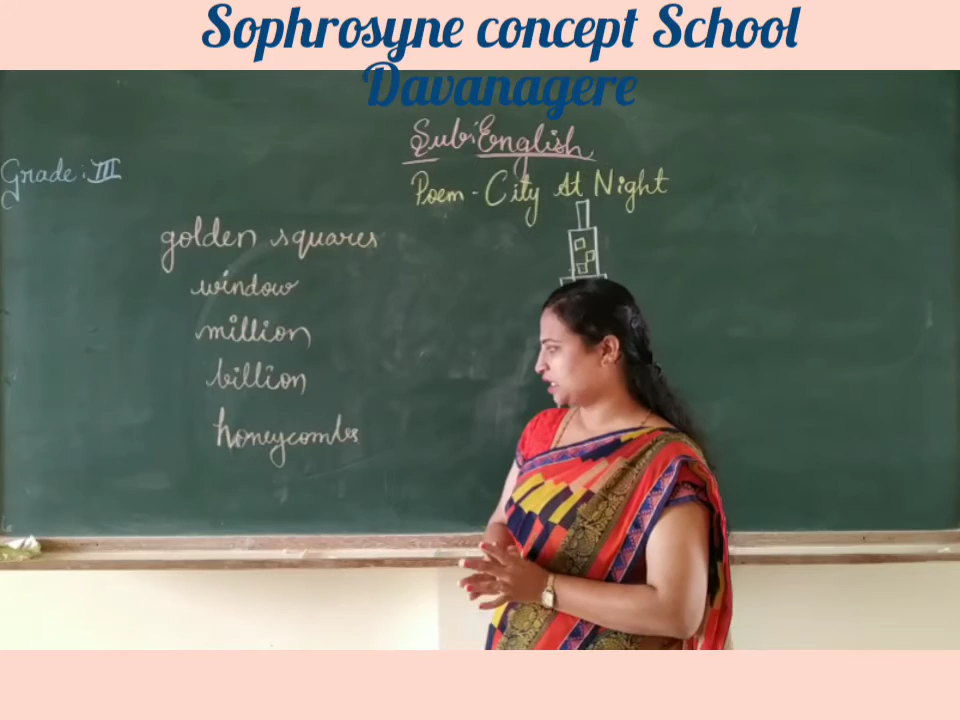 Sophrosyne concept School
Davanagere
Sub: English
Grade: III
Poem - City At Night
golden squares
window
million
billion
honeycombs